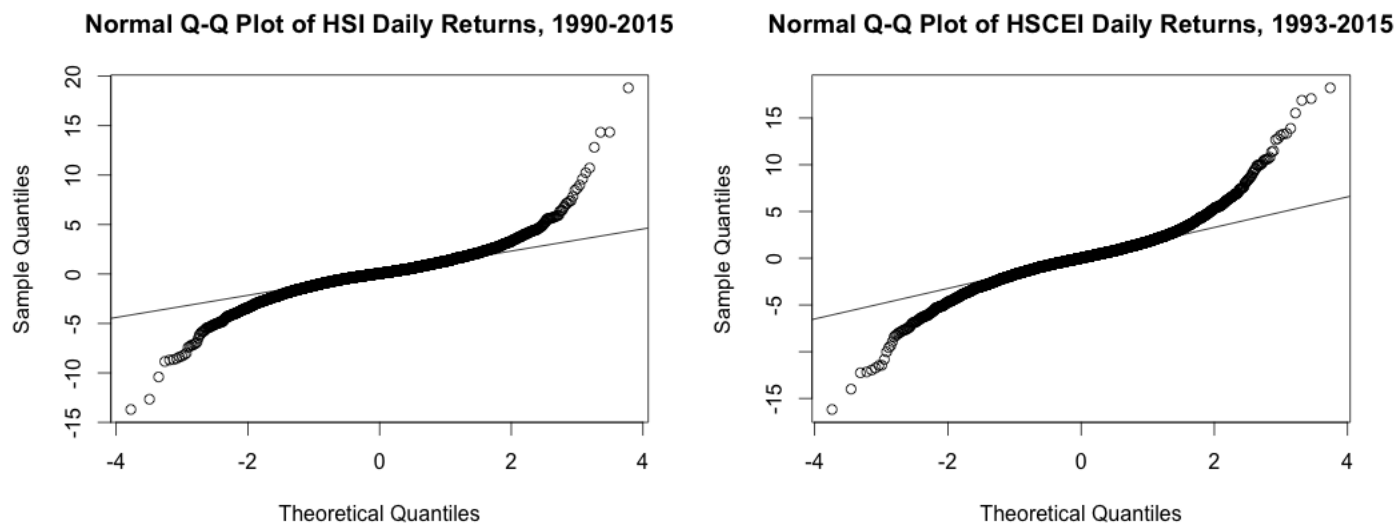 Normal Q-Q Plot of HSI Daily Returns, 1990-2015
Sample Quantiles
20
15
10
5
0
-5
-10
-15
-4 -2 0 2 4
Theoretical Quantiles
Normal Q-Q Plot of HSCEI Daily Returns, 1993-2015
Sample Quantiles
15
5
0
-5
-15
-4 -2 0 2 4
Theoretical Quantiles